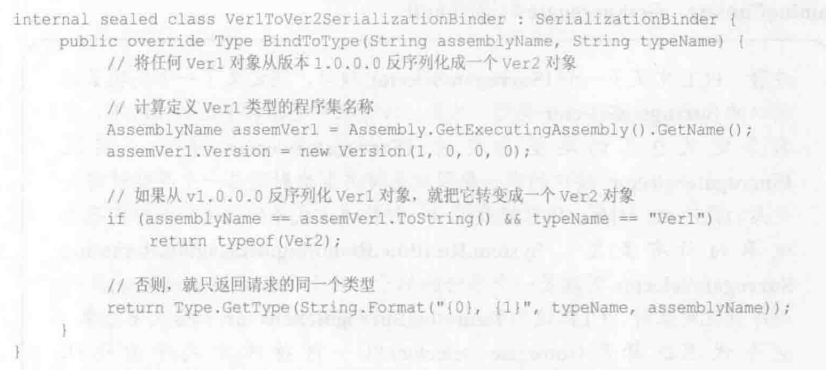 internal sealed class Ver1ToVer2SerializationBinder : SerializationBinder {
public override Type BindToType(String assemblyName, String typeName) {
// 将任何 Ver1 对象从版本 1.0.0.0 反序列化成一个 Ver2 对象
// 计算定义 Ver1 类型的程序集名称
AssemblyName assemVer1 = Assembly.GetExecutingAssembly().GetName();
assemVer1.Version = new Version(1, 0, 0, 0);
// 如果从 v1.0.0.0 反序列化 Ver1 对象，就把它转变成一个 Ver2 对象
if (assemblyName == assemVer1.ToString() && typeName == "Ver1")
return typeof(Ver2);
// 否则，就只返回请求的同一个类型
return Type.GetType(String.Format("{0}, {1}", typeName, assemblyName));
}
}